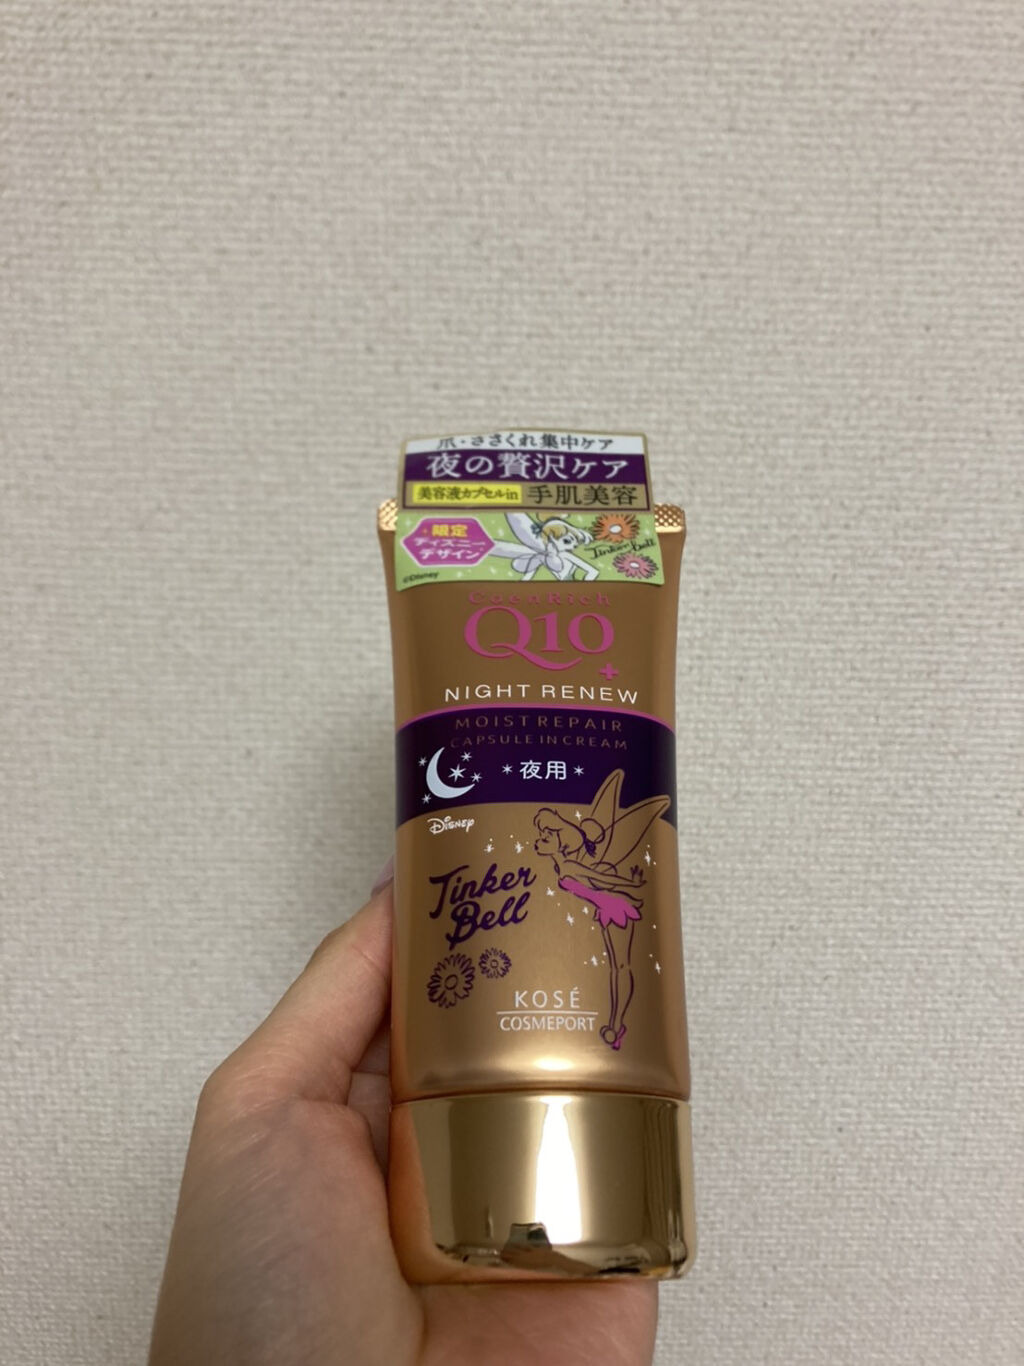 爪・ささくれ集中ケア
夜の贅沢ケア
美容液カプセルin 手肌美容
限定
ディズニー
デザイン
Tinker Bell
©Disney
CoenRich
Q10
+
NIGHT RENEW
MOIST REPAIR
CAPSULE IN CREAM
*夜用*
Disney
Tinker
Bell
KOSÉ
COSMEPORT